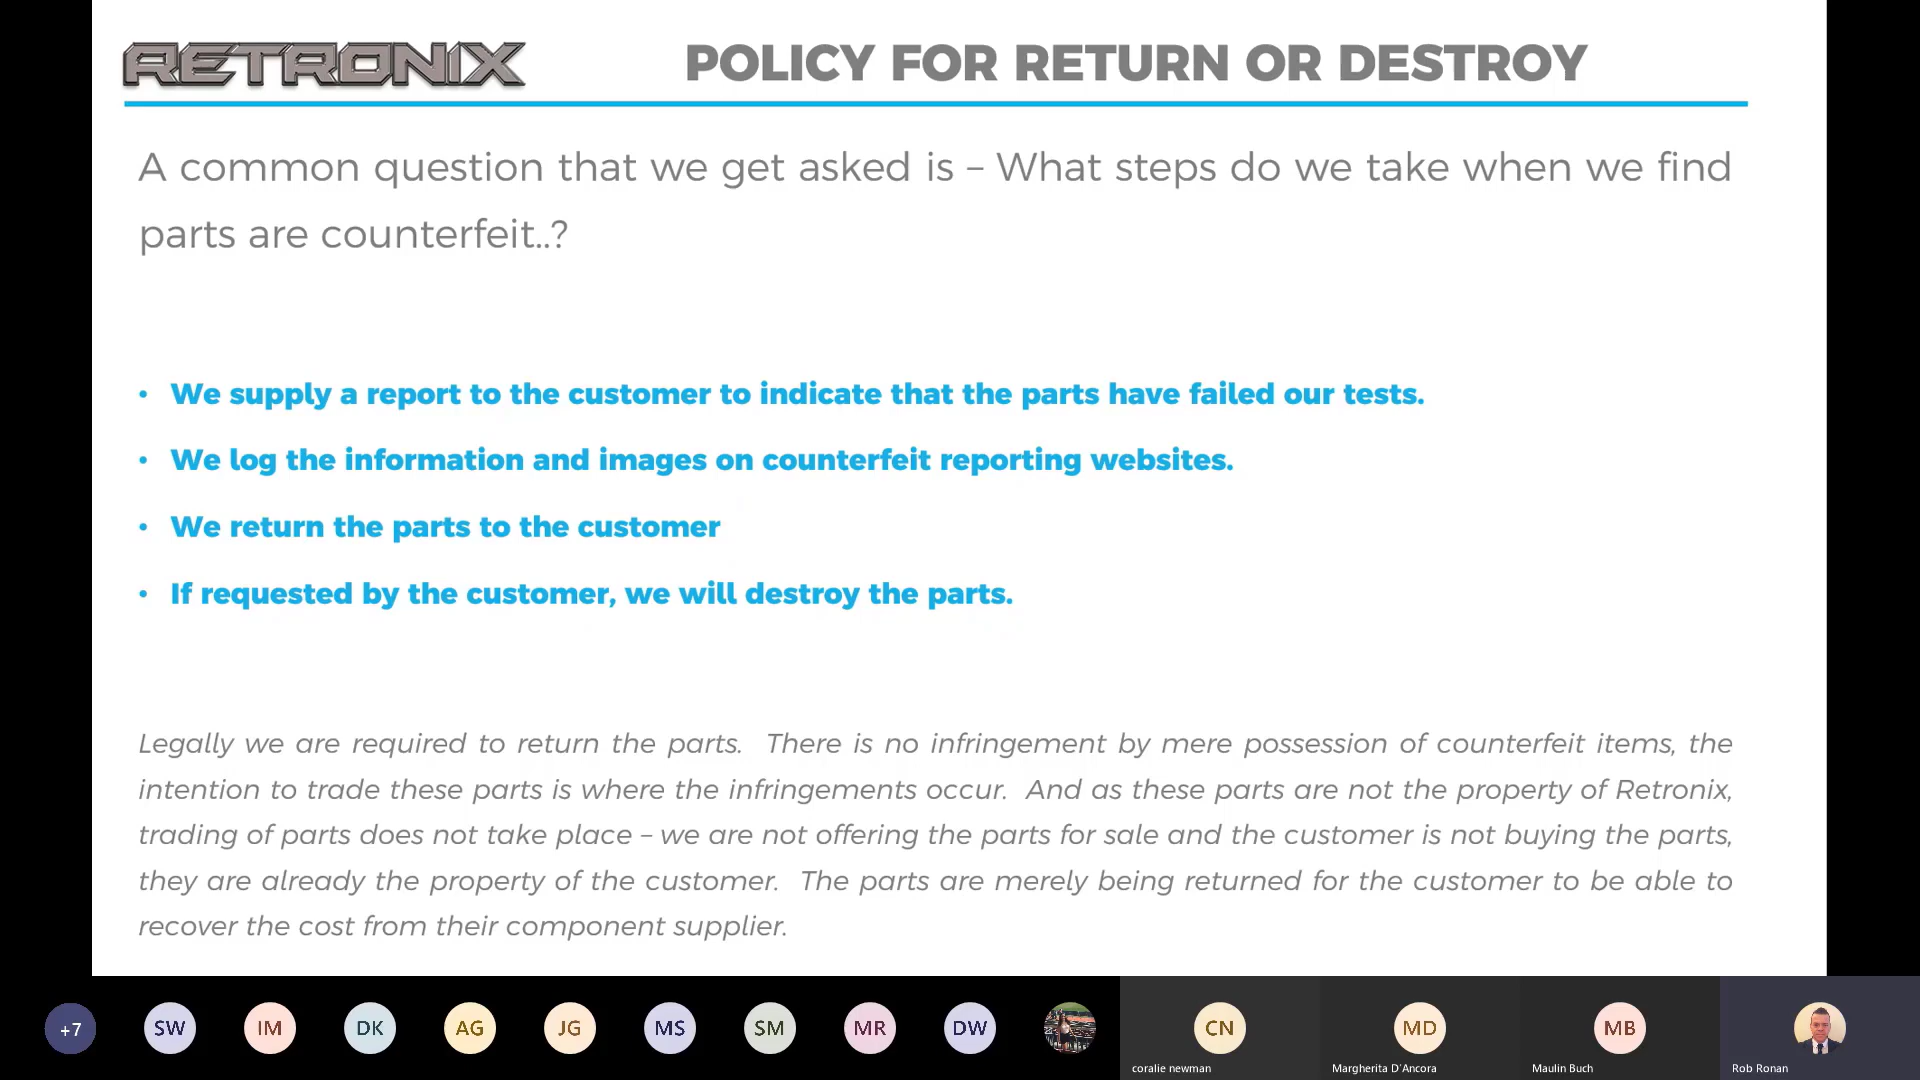 RETRONIX
POLICY FOR RETURN OR DESTROY
A common question that we get asked is – What steps do we take when we find
parts are counterfeit..?
• We supply a report to the customer to indicate that the parts have failed our tests.
• We log the information and images on counterfeit reporting websites.
• We return the parts to the customer
• If requested by the customer, we will destroy the parts.
Legally we are required to return the parts. There is no infringement by mere possession of counterfeit items, the
intention to trade these parts is where the infringements occur. And as these parts are not the property of Retronix,
trading of parts does not take place – we are not offering the parts for sale and the customer is not buying the parts,
they are already the property of the customer. The parts are merely being returned for the customer to be able to
recover the cost from their component supplier.
+7 SW IM DK AG JG MS SM MR DW CN MD MB
coralie newman Margherita D'Ancora Maulin Buch Rob Ronan